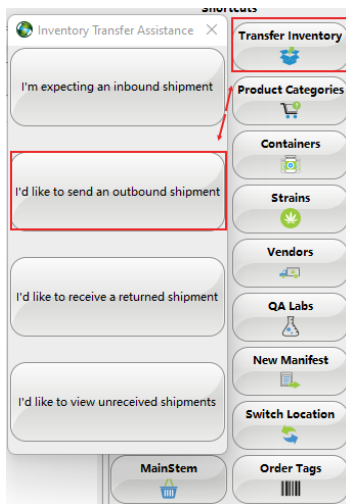 Shortcuts
Inventory Transfer Assistance
I'm expecting an inbound shipment
I'd like to send an outbound shipment
I'd like to receive a returned shipment
I'd like to view unreceived shipments
Transfer Inventory
Product Categories
Containers
Strains
Vendors
QA Labs
New Manifest
Switch Location
MainStem
Order Tags